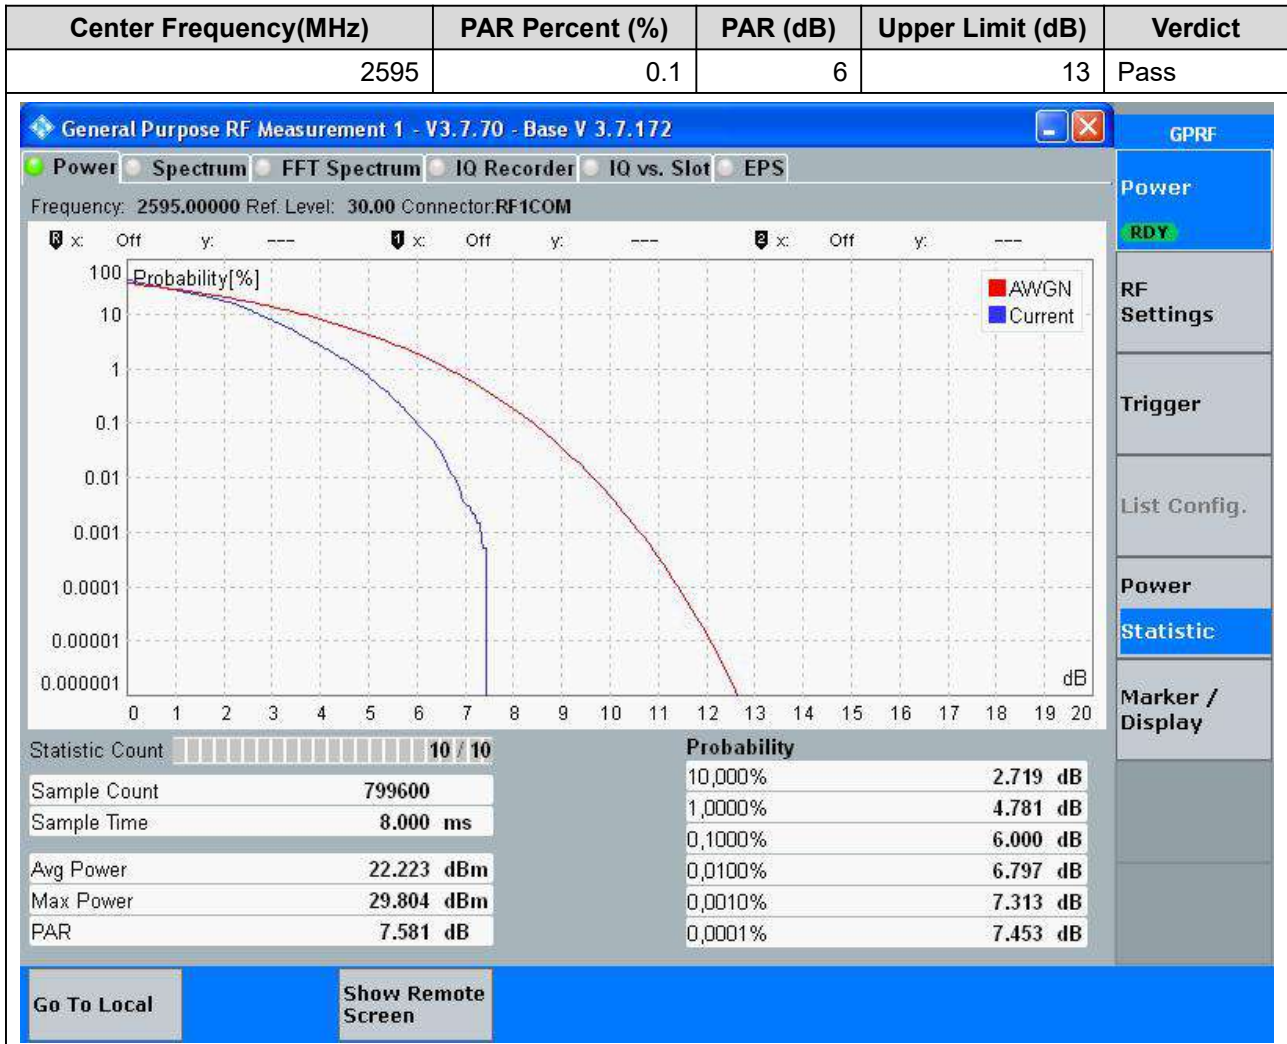 Center Frequency(MHz) PAR Percent (%) PAR (dB) Upper Limit (dB) Verdict
2595 0.1 6 13 Pass
General Purpose RF Measurement 1 - V3.7.70 - Base V 3.7.172
GPRF
Power Spectrum FFT Spectrum IQ Recorder IQ vs. Slot EPS
Power
RDY
Frequency: 2595.00000 Ref. Level: 30.00 Connector:RF1COM
R x: Off y: --- 1 x: Off y: --- 2 x: Off y: ---
Probability[%]
AWGN
Current
100
10
1
0.1
0.01
0.001
0.0001
0.00001
0.000001
dB
0 1 2 3 4 5 6 7 8 9 10 11 12 13 14 15 16 17 18 19 20
RF
Settings
Trigger
List Config.
Power
Statistic
Marker /
Display
Statistic Count 10 / 10
Sample Count 799600
Sample Time 8.000 ms
Avg Power 22.223 dBm
Max Power 29.804 dBm
PAR 7.581 dB
Probability
10,000% 2.719 dB
1,0000% 4.781 dB
0,1000% 6.000 dB
0,0100% 6.797 dB
0,0010% 7.313 dB
0,0001% 7.453 dB
Go To Local
Show Remote
Screen